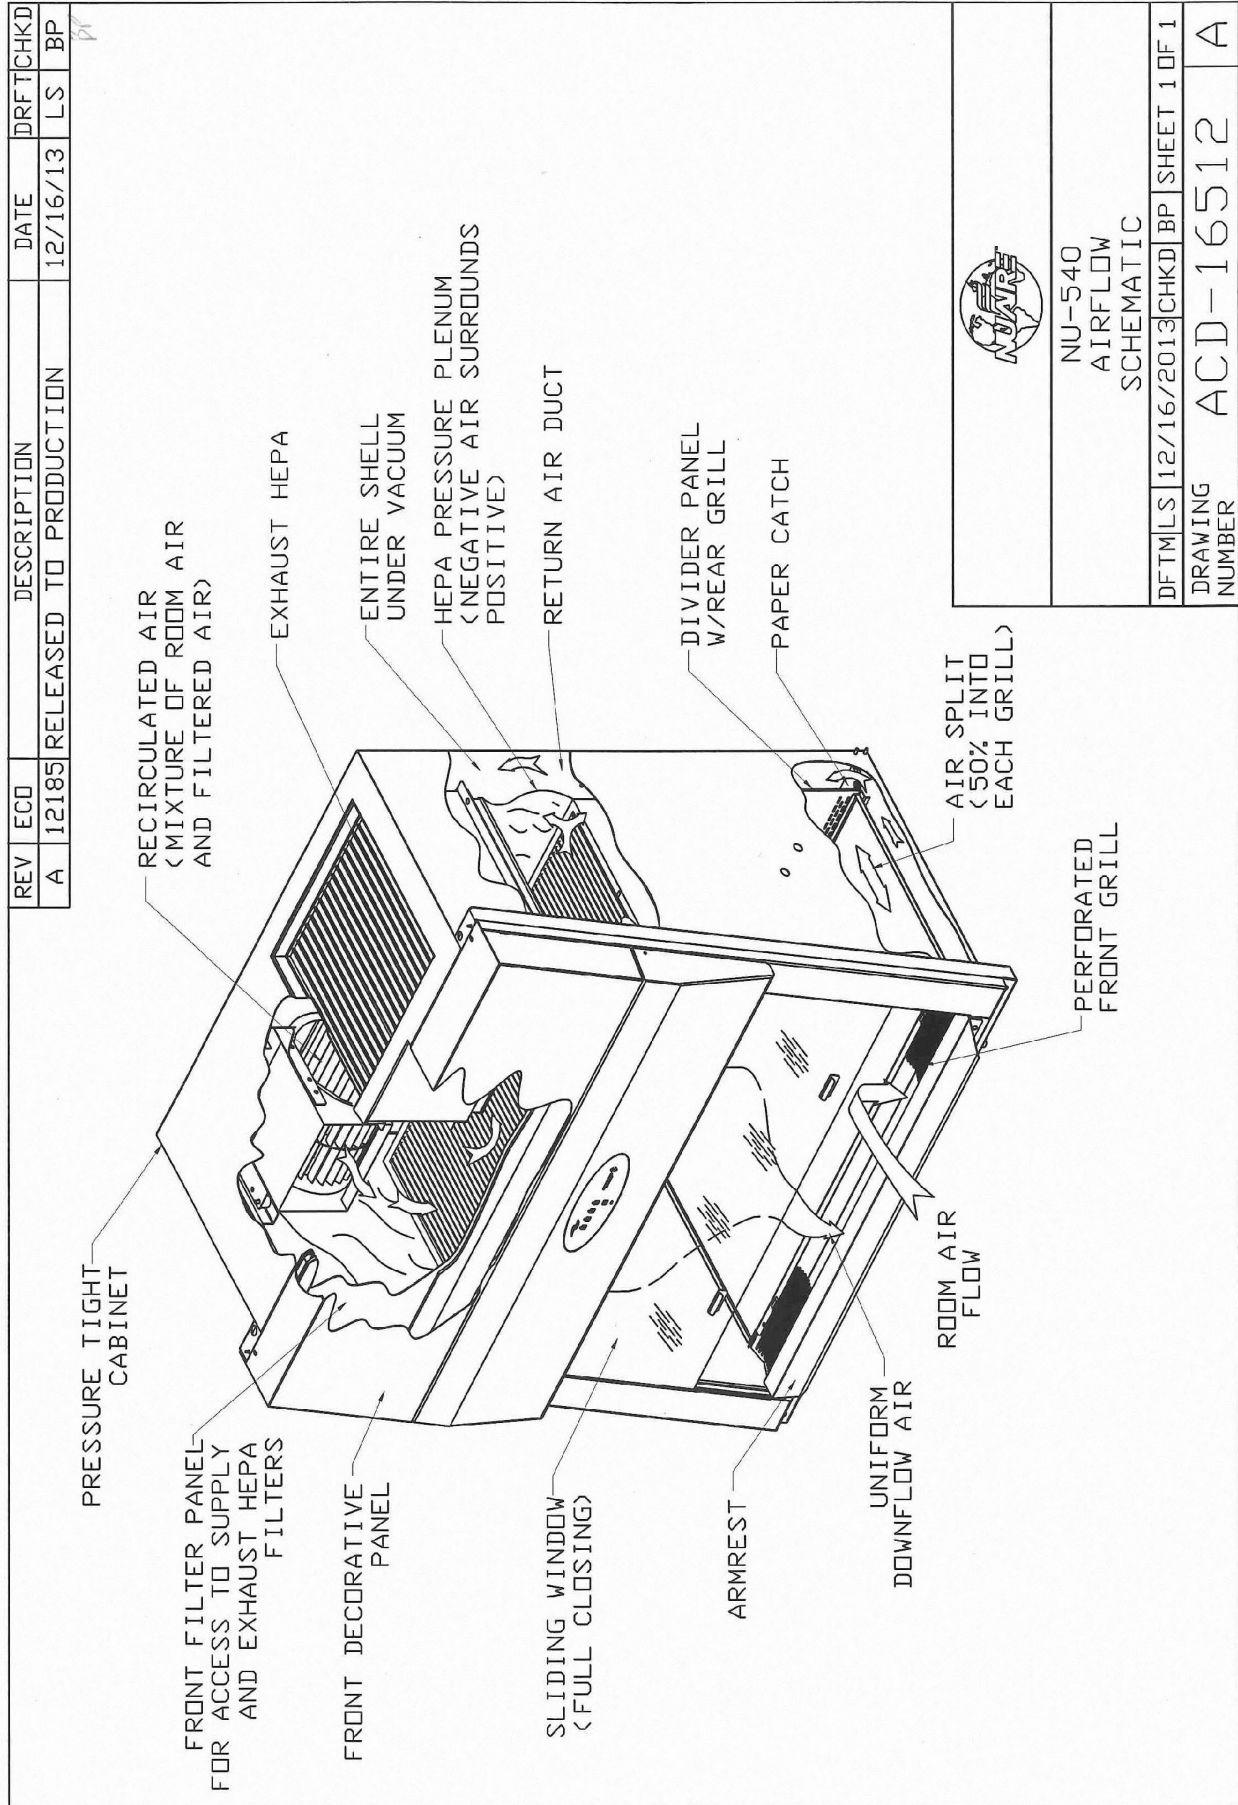 REV ECO DESCRIPTION DATE DRFT CHKD
A 12185 RELEASED TO PRODUCTION 12/16/13 LS BP
BP
PRESSURE TIGHT
CABINET
RECIRCULATED AIR
(MIXTURE OF ROOM AIR
AND FILTERED AIR)
EXHAUST HEPA
ENTIRE SHELL
UNDER VACUUM
HEPA PRESSURE PLENUM
(NEGATIVE AIR SURROUNDS
POSITIVE)
RETURN AIR DUCT
DIVIDER PANEL
W/REAR GRILL
PAPER CATCH
AIR SPLIT
(50% INTO
EACH GRILL)
PERFORATED
FRONT GRILL
FRONT FILTER PANEL
FOR ACCESS TO SUPPLY
AND EXHAUST HEPA
FILTERS
FRONT DECORATIVE
PANEL
SLIDING WINDOW
(FULL CLOSING)
ARMREST
UNIFORM
DOWNFLOW AIR
ROOM AIR
FLOW
NUAIRE
NU-540
AIRFLOW
SCHEMATIC
DFTM LS 12/16/2013 CHKD BP SHEET 1 OF 1
DRAWING
NUMBER
ACD-16512 A